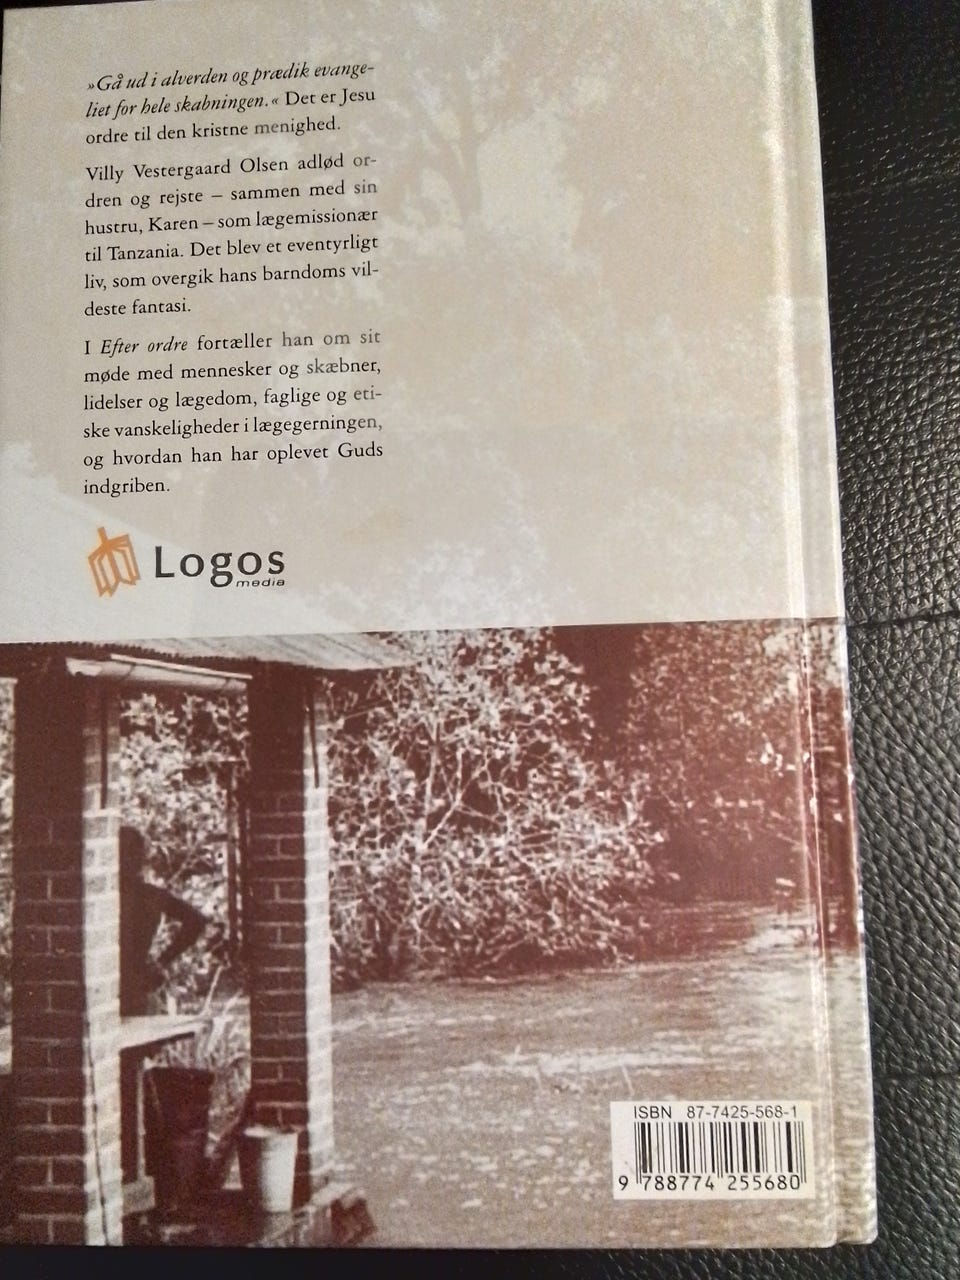 »Gå ud i alverden og prædik evange-
liet for hele skabningen.« Det er Jesu
ordre til den kristne menighed.
Villy Vestergaard Olsen adlød or-
dren og rejste – sammen med sin
hustru, Karen – som lægemissionær
til Tanzania. Det blev et eventyrligt
liv, som overgik hans barndoms vil-
deste fantasi.
I Efter ordre fortæller han om sit
møde med mennesker og skæbner,
lidelser og lægedom, faglige og eti-
ske vanskeligheder i lægegerningen,
og hvordan han har oplevet Guds
indgriben.
Logos
media
ISBN 87-7425-568-1
9 788774 255680